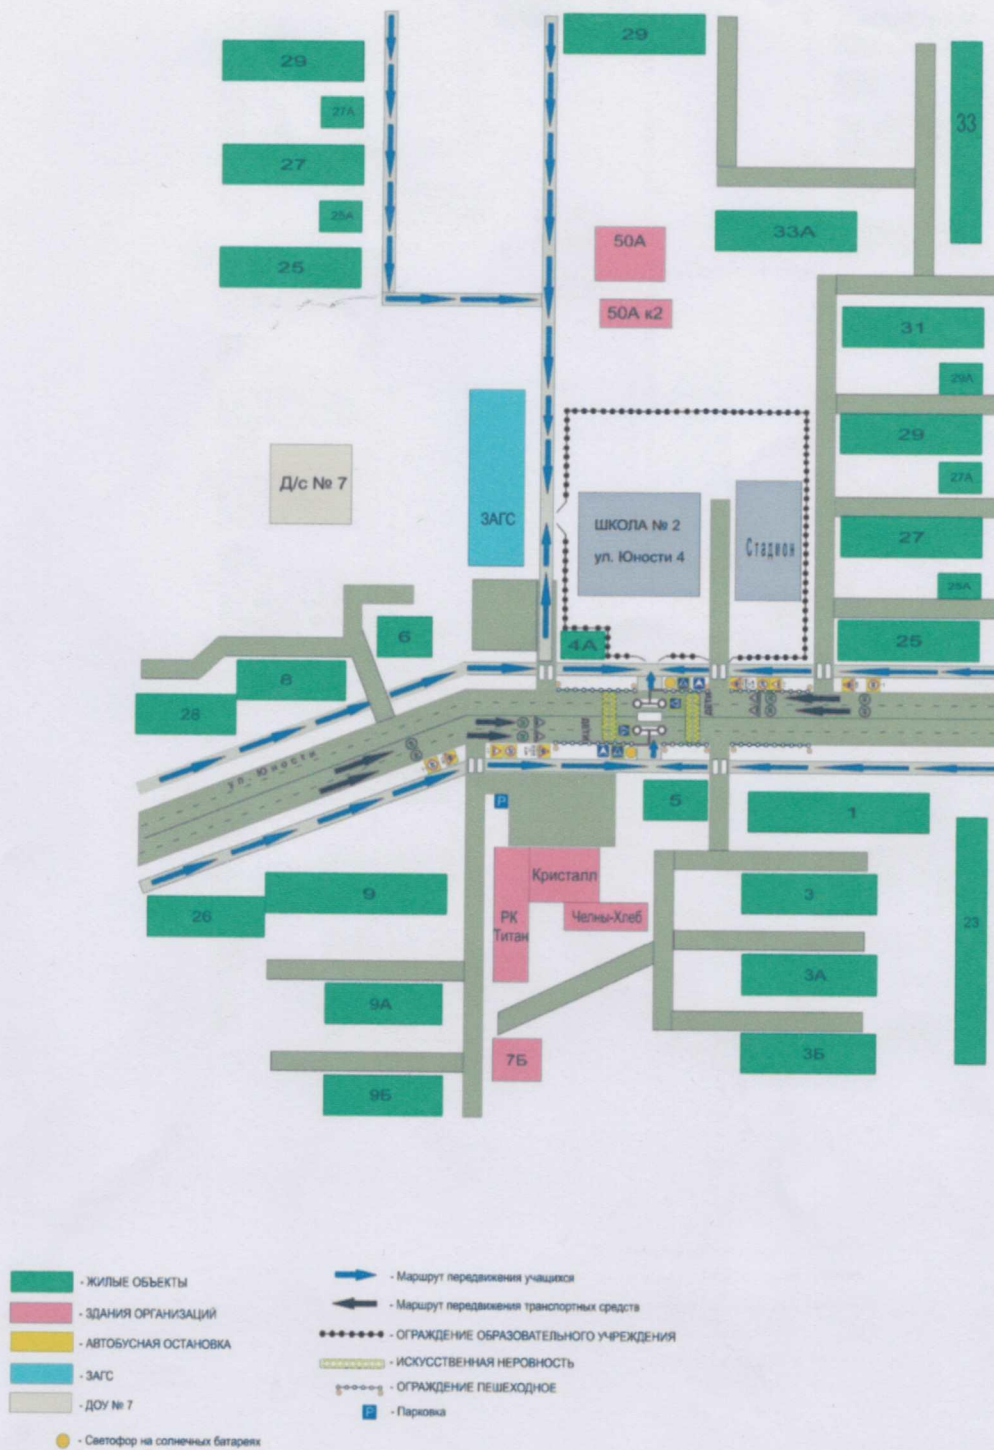 29
29
27А
33
27
25А
33А
50А
25
50А к2
31
29А
29
Д/с № 7
27А
ЗАГС
ШКОЛА № 2
ул. Юности 4
Стадион
27
25А
6
4А
25
8
28
ДЕТИ
ул. Юности
P
5
1
Кристалл
9
3
26
РК
Титан
Челны-Хлеб
23
3А
9А
7Б
3Б
9Б
- ЖИЛЫЕ ОБЪЕКТЫ
- ЗДАНИЯ ОРГАНИЗАЦИЙ
- АВТОБУСНАЯ ОСТАНОВКА
- ЗАГС
- ДОУ № 7
- Светофор на солнечных батареях
- Маршрут передвижения учащихся
- Маршрут передвижения транспортных средств
- ОГРАЖДЕНИЕ ОБРАЗОВАТЕЛЬНОГО УЧРЕЖДЕНИЯ
- ИСКУССТВЕННАЯ НЕРОВНОСТЬ
- ОГРАЖДЕНИЕ ПЕШЕХОДНОЕ
P - Парковка